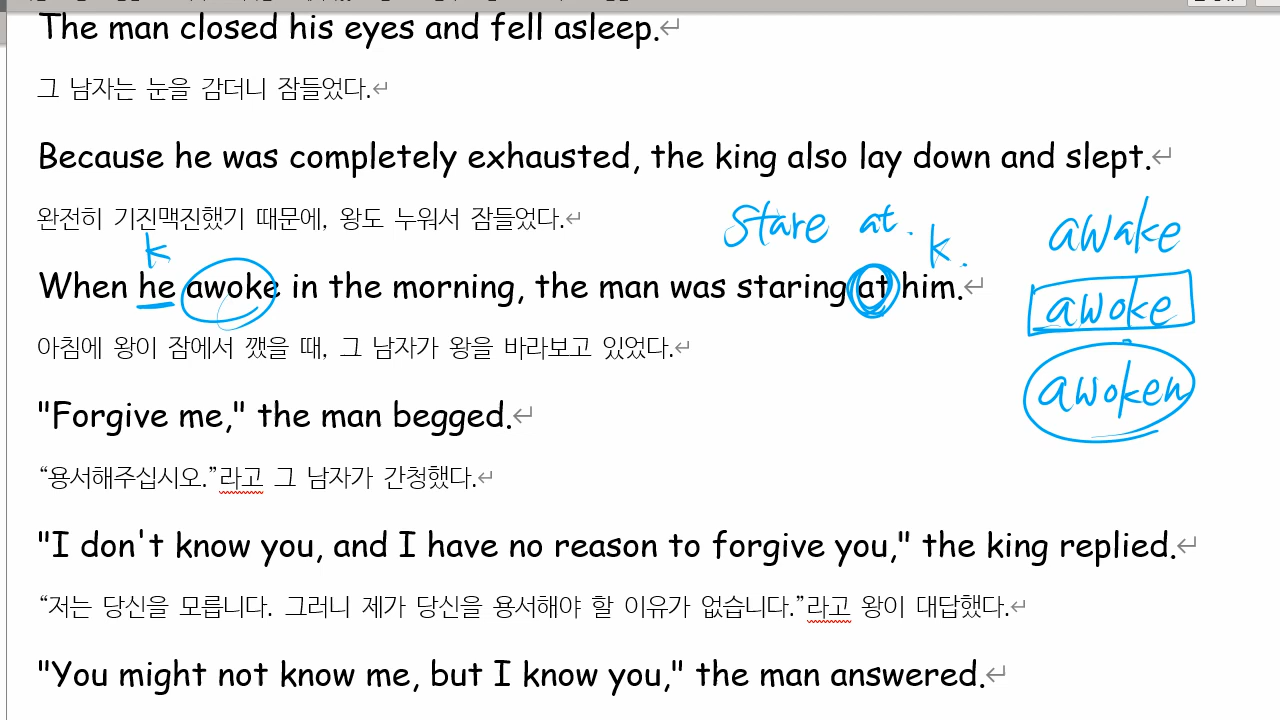 The man closed his eyes and fell asleep.↵
그 남자는 눈을 감더니 잠들었다.↵
Because he was completely exhausted, the king also lay down and slept.↵
완전히 기진맥진했기 때문에, 왕도 누워서 잠들었다.↵
stare at.
awake
k
k.
When he awoke in the morning, the man was staring at him.↵
awoke
아침에 왕이 잠에서 깼을 때, 그 남자가 왕을 바라보고 있었다.↵
awoken
"Forgive me," the man begged.↵
“용서해주십시오.”라고 그 남자가 간청했다.↵
"I don't know you, and I have no reason to forgive you," the king replied.↵
“저는 당신을 모릅니다. 그러니 제가 당신을 용서해야 할 이유가 없습니다.”라고 왕이 대답했다.↵
"You might not know me, but I know you," the man answered.↵